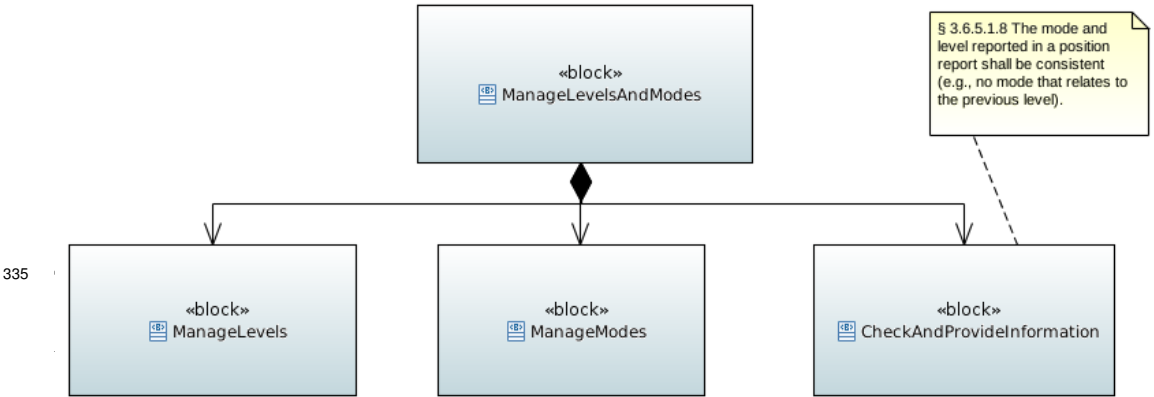 «block»
ManageLevelsAndModes
§ 3.6.5.1.8 The mode and
level reported in a position
report shall be consistent
(e.g., no mode that relates to
the previous level).
335
«block»
ManageLevels
«block»
ManageModes
«block»
CheckAndProvideInformation